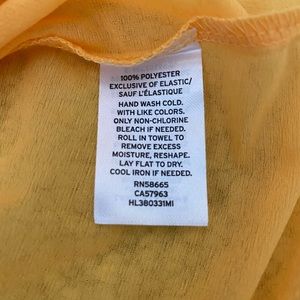 100% POLYESTER
EXCLUSIVE OF ELASTIC/
SAUF L'ÉLASTIQUE
HAND WASH COLD.
WITH LIKE COLORS.
ONLY NON-CHLORINE
BLEACH IF NEEDED.
ROLL IN TOWEL TO
REMOVE EXCESS
MOISTURE, RESHAPE.
LAY FLAT TO DRY.
COOL IRON IF NEEDED.
RN58665
CA57963
HL380331MI